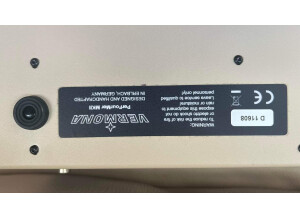 VERMONA
PerFourMer MKII
DESIGNED AND HANDCRAFTED
IN ERLBACH, GERMANY
WARNING:
To reduce the risk of fire
or electric shock do not
expose this equipment to
rain or moisture!
Leave service to qualified
personnel only!
D 11608